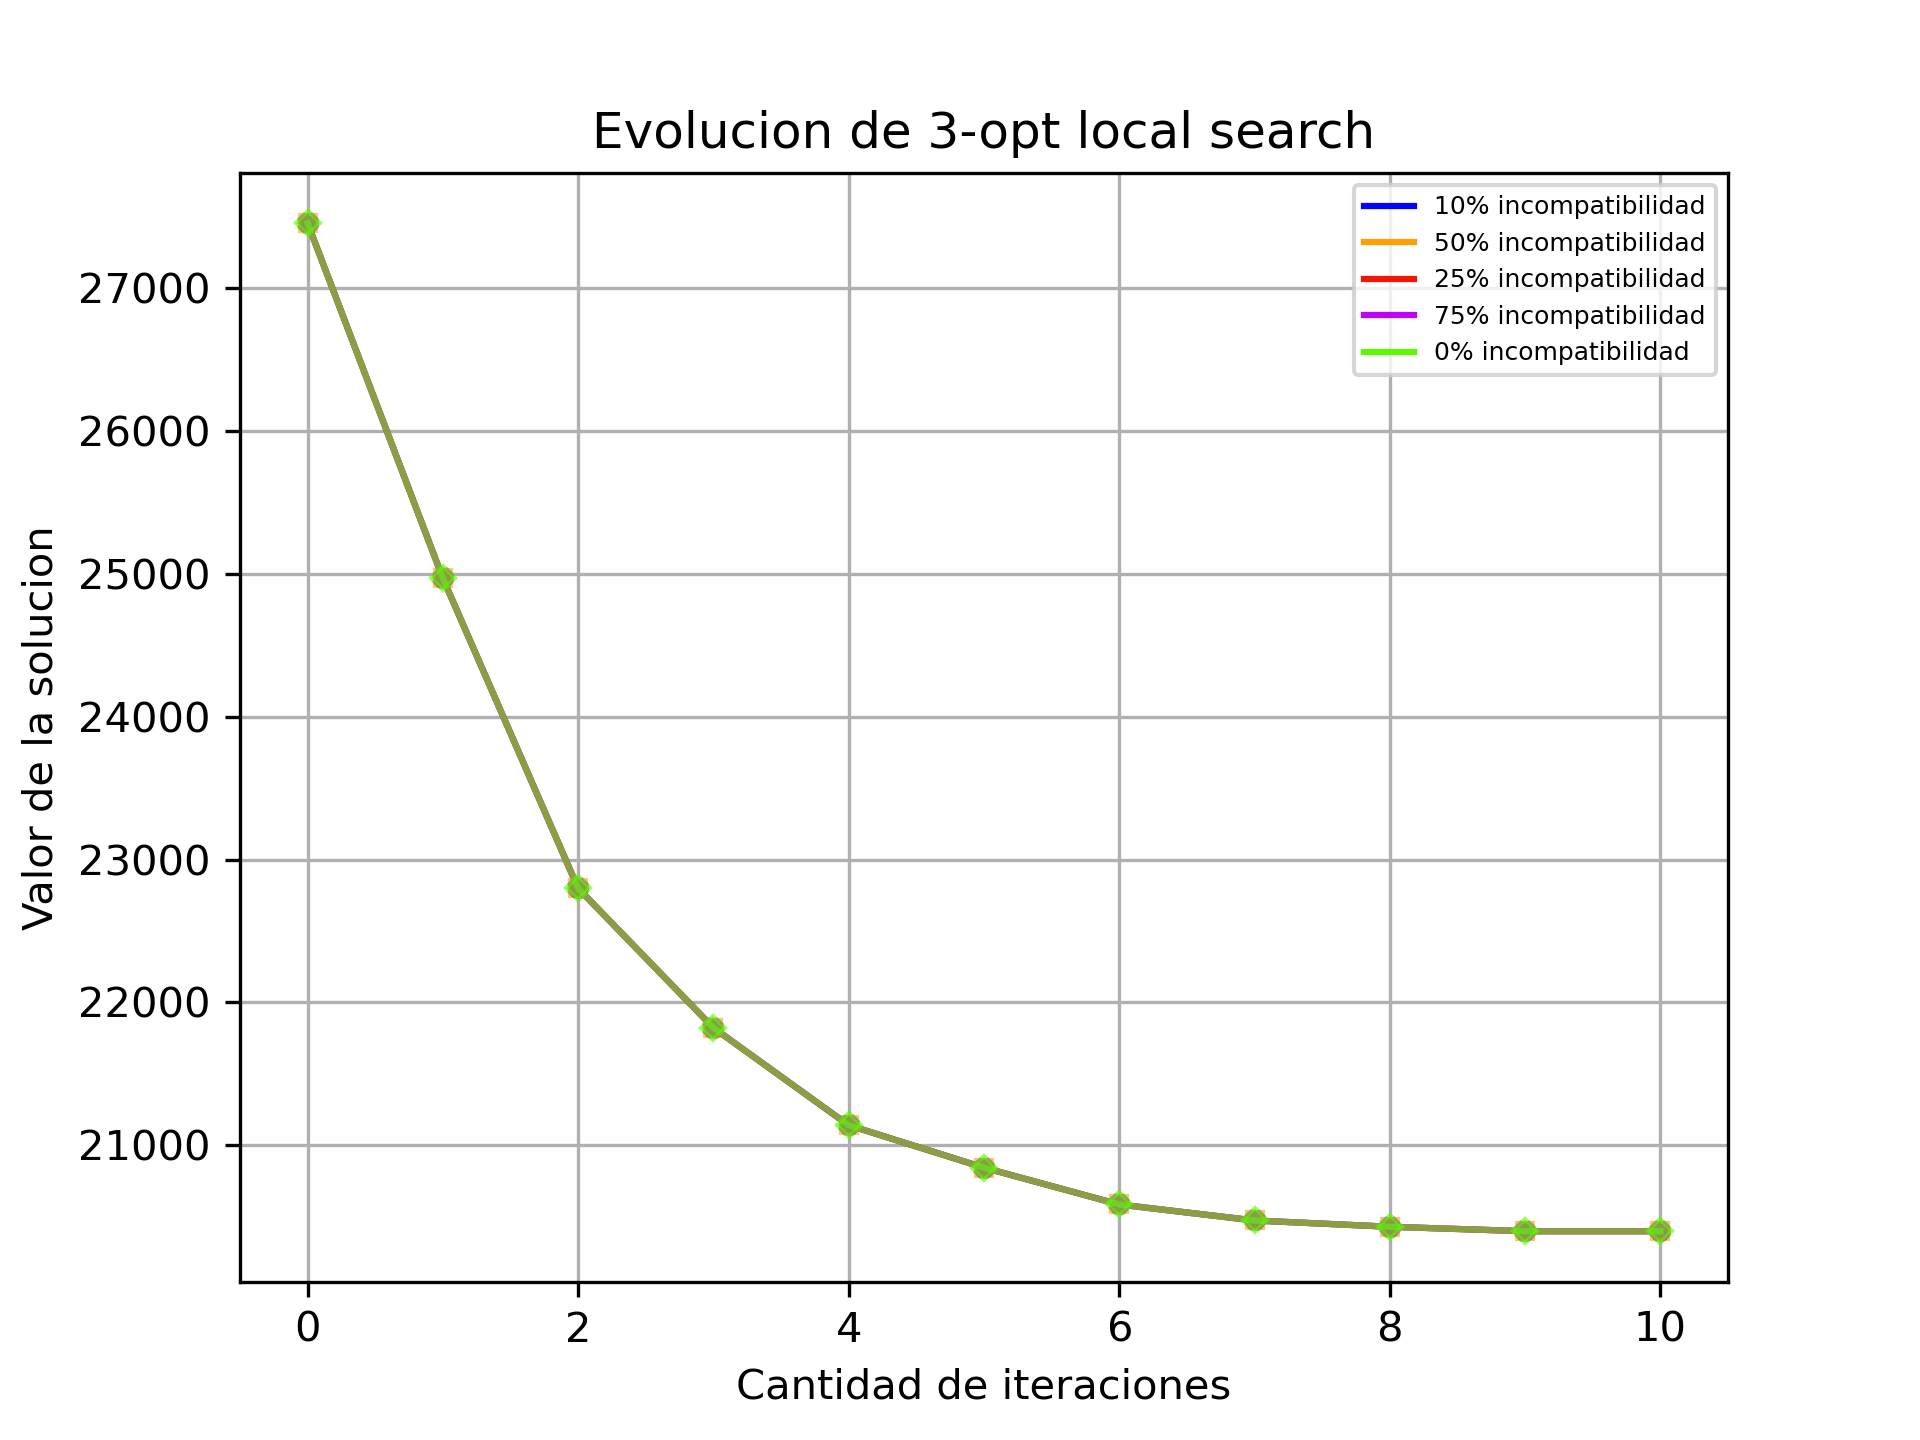 Evolucion de 3-opt local search
10% incompatibilidad
50% incompatibilidad
25% incompatibilidad
75% incompatibilidad
0% incompatibilidad
27000
26000
25000
24000
23000
22000
21000
Valor de la solucion
0 2 4 6 8 10
Cantidad de iteraciones